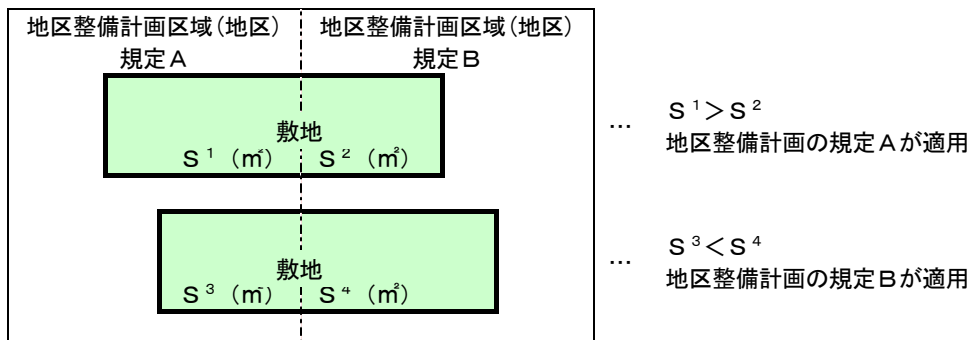 地区整備計画区域(地区) 地区整備計画区域(地区)
規定A 規定B
敷地
S¹ (㎡) S² (㎡)
… S¹>S²
地区整備計画の規定Aが適用
敷地
S³ (㎡) S⁴ (㎡)
… S³<S⁴
地区整備計画の規定Bが適用